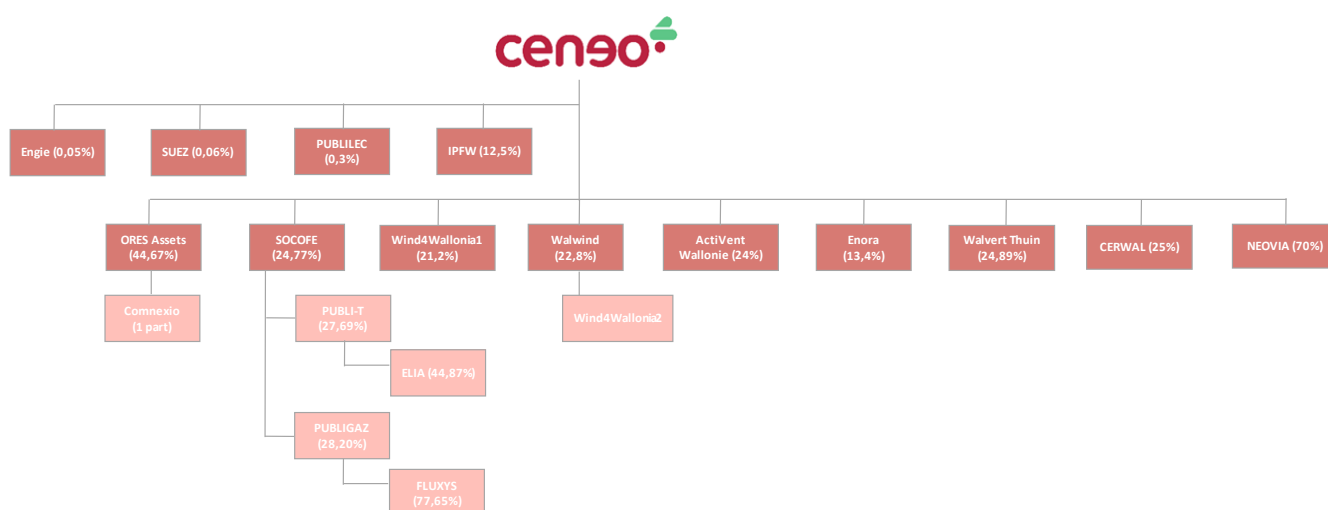 ceneo
Engie (0,05%)
SUEZ (0,06%)
PUBLILEC
(0,3%)
IPFW (12,5%)
ORES Assets
(44,67%)
SOCOFE
(24,77%)
Wind4Wallonia1
(21,2%)
Walwind
(22,8%)
ActiVent
Wallonie (24%)
Enora
(13,4%)
Walvert Thuin
(24,89%)
CERWAL (25%)
NEOVIA (70%)
Comnexio
(1 part)
PUBLI-T
(27,69%)
Wind4Wallonia2
ELIA (44,87%)
PUBLIGAZ
(28,20%)
FLUXYS
(77,65%)